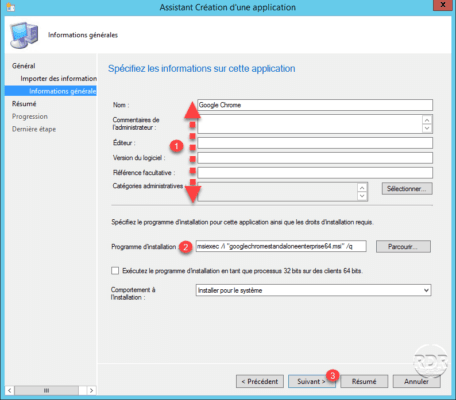 Assistant Création d'une application
Informations générales
Général
Importer des information
Informations générale
Résumé
Progression
Dernière étape
Spécifiez les informations sur cette application
Nom :
Google Chrome
Commentaires de
l'administrateur :
1
Éditeur :
Version du logiciel :
Référence facultative :
Catégories administratives
Sélectionner...
Spécifiez le programme d'installation pour cette application ainsi que les droits d'installation requis.
Programme d'installation :
2
msiexec /i "googlechromestandaloneenterprise64.msi" /q
Parcourir...
Exécutez le programme d'installation en tant que processus 32 bits sur des clients 64 bits.
Comportement à
l'installation :
Installer pour le système
3
< Précédent
Suivant >
Résumé
Annuler
RDR